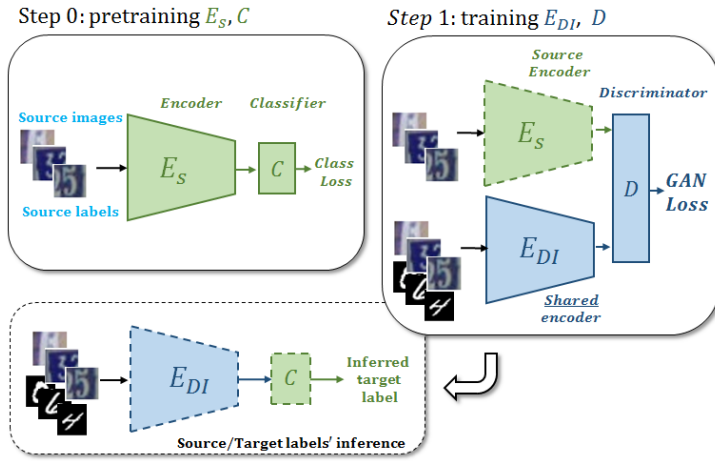 Step 0: pretraining E_S, C
Encoder
Classifier
Source images
E_S
C
Class
Loss
Source labels
Step 1: training E_DI, D
Source
Encoder
Discriminator
E_S
D
GAN
Loss
E_DI
Shared
encoder
E_DI
C
Inferred
target
label
Source/Target labels' inference